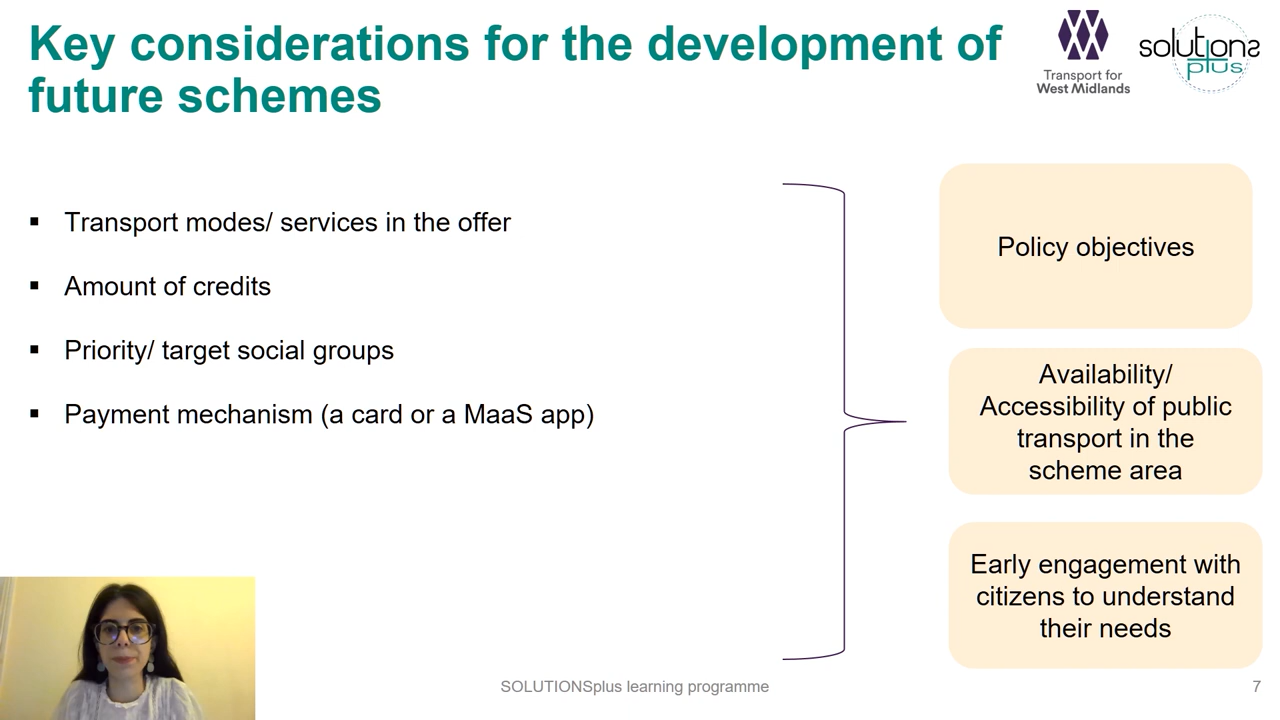 Key considerations for the development of
future schemes
Transport for
West Midlands
solutions
plus
▪ Transport modes/ services in the offer
▪ Amount of credits
▪ Priority/ target social groups
▪ Payment mechanism (a card or a MaaS app)
Policy objectives
Availability/
Accessibility of public
transport in the
scheme area
Early engagement with
citizens to understand
their needs
SOLUTIONSplus learning programme
7